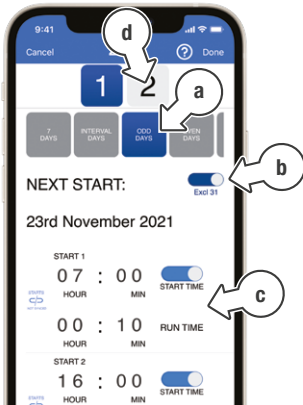 9:41
Cancel ? Done
d
1 2
a
7 DAYS INTERVAL DAYS ODD DAYS EVEN DAYS
b
NEXT START:
Excl 31
23rd November 2021
START 1
07 : 00
HOUR MIN START TIME
c
00 : 10 RUN TIME
HOUR MIN
START 2
16 : 00
HOUR MIN START TIME